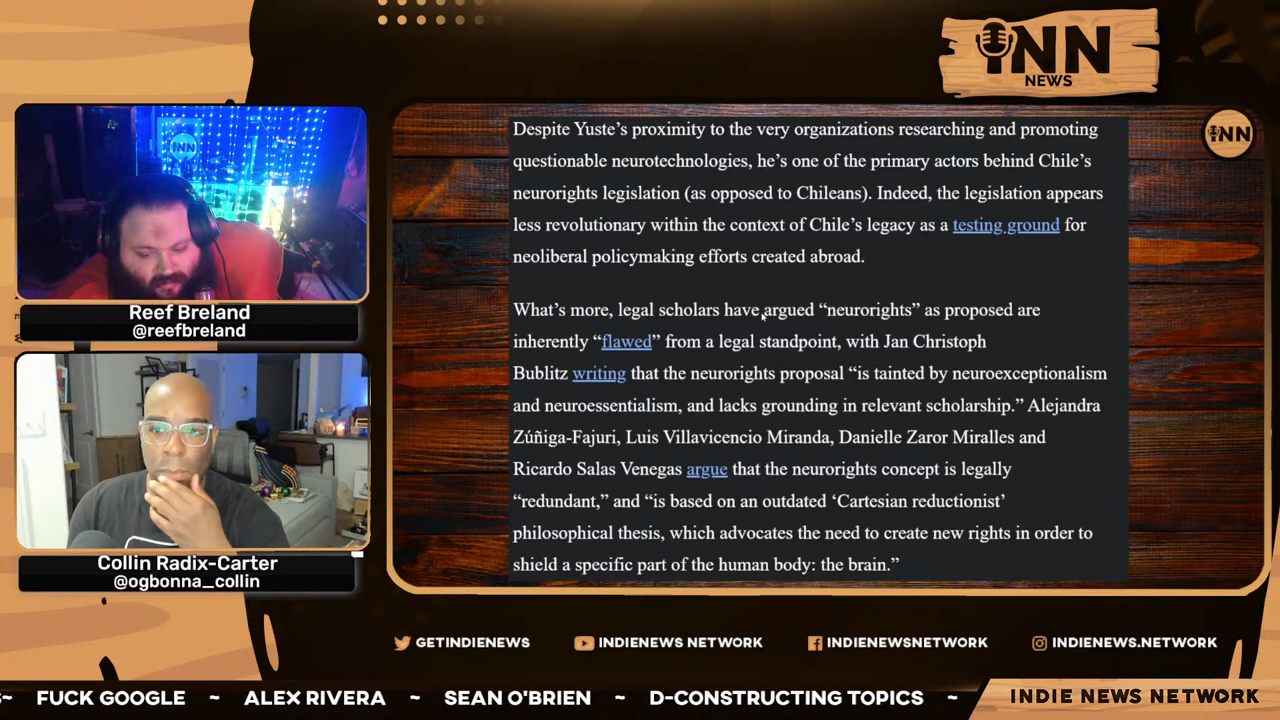 INN
NEWS
INN
INN
Despite Yuste’s proximity to the very organizations researching and promoting
questionable neurotechnologies, he’s one of the primary actors behind Chile’s
neurorights legislation (as opposed to Chileans). Indeed, the legislation appears
less revolutionary within the context of Chile’s legacy as a testing ground for
neoliberal policymaking efforts created abroad.
What’s more, legal scholars have argued “neurorights” as proposed are
inherently “flawed” from a legal standpoint, with Jan Christoph
Bublitz writing that the neurorights proposal “is tainted by neuroexceptionalism
and neuroessentialism, and lacks grounding in relevant scholarship.” Alejandra
Zúñiga-Fajuri, Luis Villavicencio Miranda, Danielle Zaror Miralles and
Ricardo Salas Venegas argue that the neurorights concept is legally
“redundant,” and “is based on an outdated ‘Cartesian reductionist’
philosophical thesis, which advocates the need to create new rights in order to
shield a specific part of the human body: the brain.”
Reef Breland
@reefbreland
Collin Radix-Carter
@ogbonna_collin
GETINDIENEWS
INDIENEWS NETWORK
INDIENEWSNETWORK
INDIENEWS.NETWORK
~ FUCK GOOGLE ~ ALEX RIVERA ~ SEAN O'BRIEN ~ D-CONSTRUCTING TOPICS ~
INDIE NEWS NETWORK